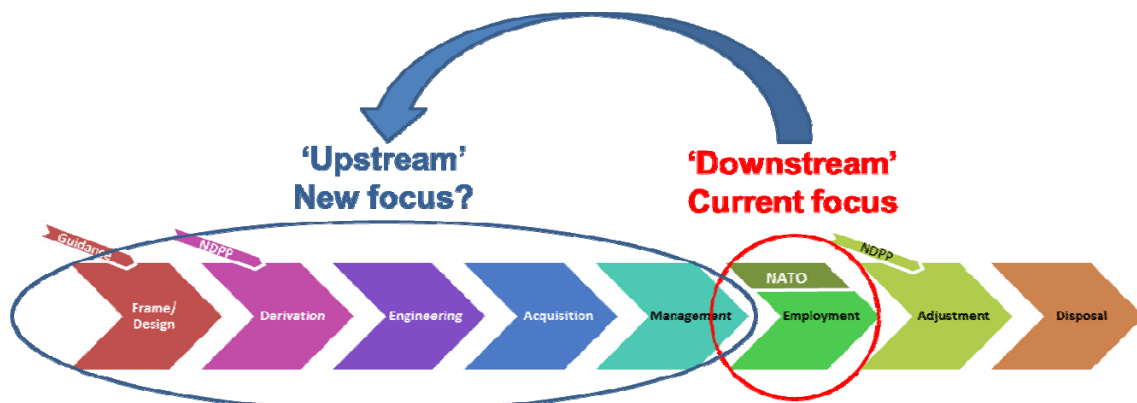 ‘Upstream’
New focus?
‘Downstream’
Current focus
Guidance
NDPP
NATO
NDPP
Frame/
Design
Derivation
Engineering
Acquisition
Management
Employment
Adjustment
Disposal